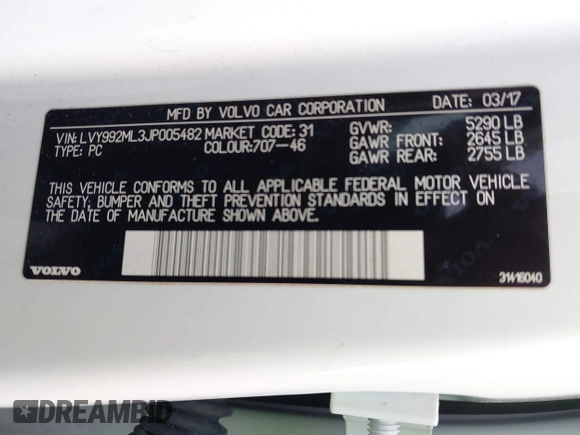 MFD BY VOLVO CAR CORPORATION DATE: 03/17
VIN: LVY992ML3JP005482 MARKET CODE: 31 GVWR: 5290 LB
TYPE: PC COLOUR:707-46 GAWR FRONT: 2645 LB
GAWR REAR: 2755 LB
THIS VEHICLE CONFORMS TO ALL APPLICABLE FEDERAL MOTOR VEHICLE
SAFETY, BUMPER AND THEFT PREVENTION STANDARDS IN EFFECT ON
THE DATE OF MANUFACTURE SHOWN ABOVE.
VOLVO 31416040
DREAMBID